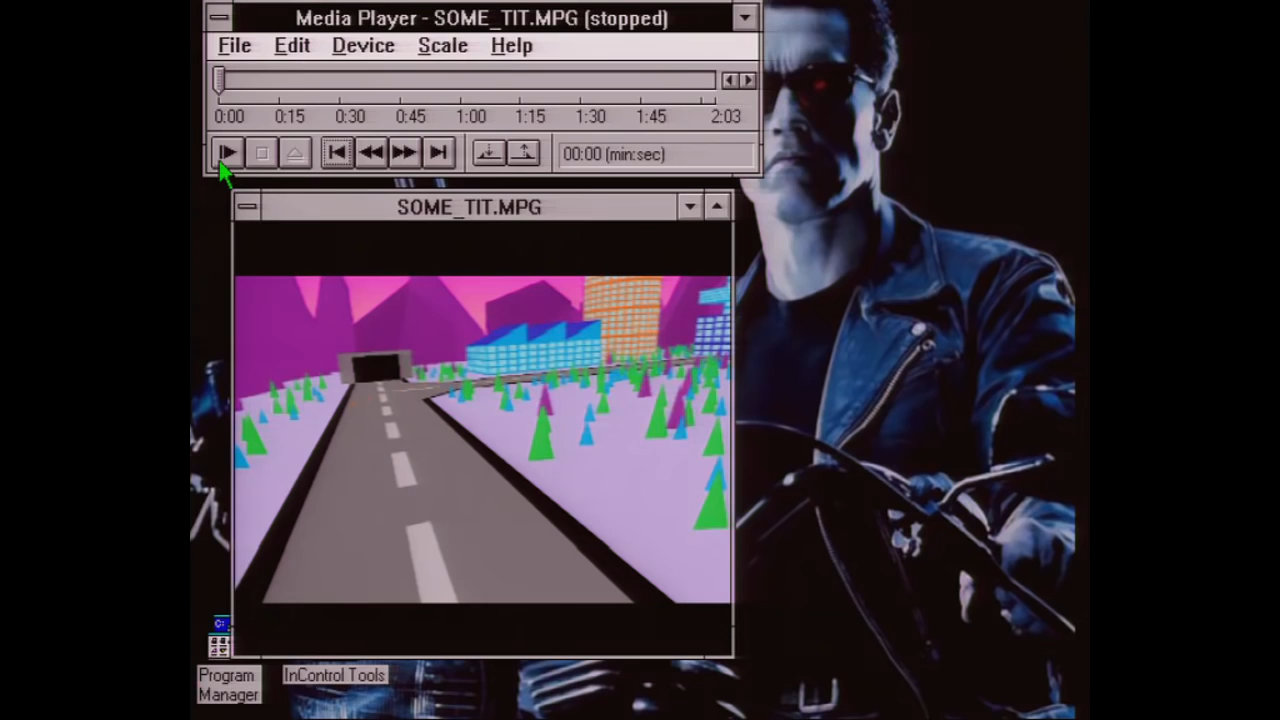 Media Player - SOME_TIT.MPG (stopped)
File Edit Device Scale Help
0:00 0:15 0:30 0:45 1:00 1:15 1:30 1:45 2:03
00:00 (min:sec)
SOME_TIT.MPG
C:\
Program
Manager
InControl Tools